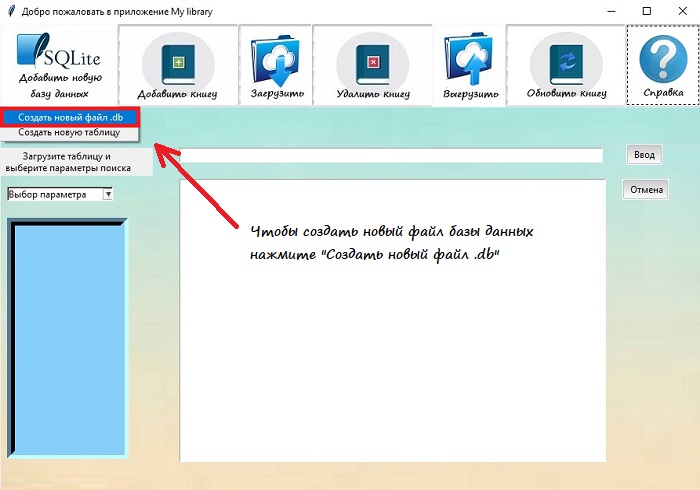 Добро пожаловать в приложение My library
SQLite
Добавить новую
базу данных
Добавить книгу
Загрузить
Удалить книгу
Выгрузить
Обновить книгу
?
Справка
Создать новый файл .db
Создать новую таблицу
Загрузите таблицу и
выберите параметры поиска
Ввод
Выбор параметра
Отмена
Чтобы создать новый файл базы данных
нажмите "Создать новый файл .db"